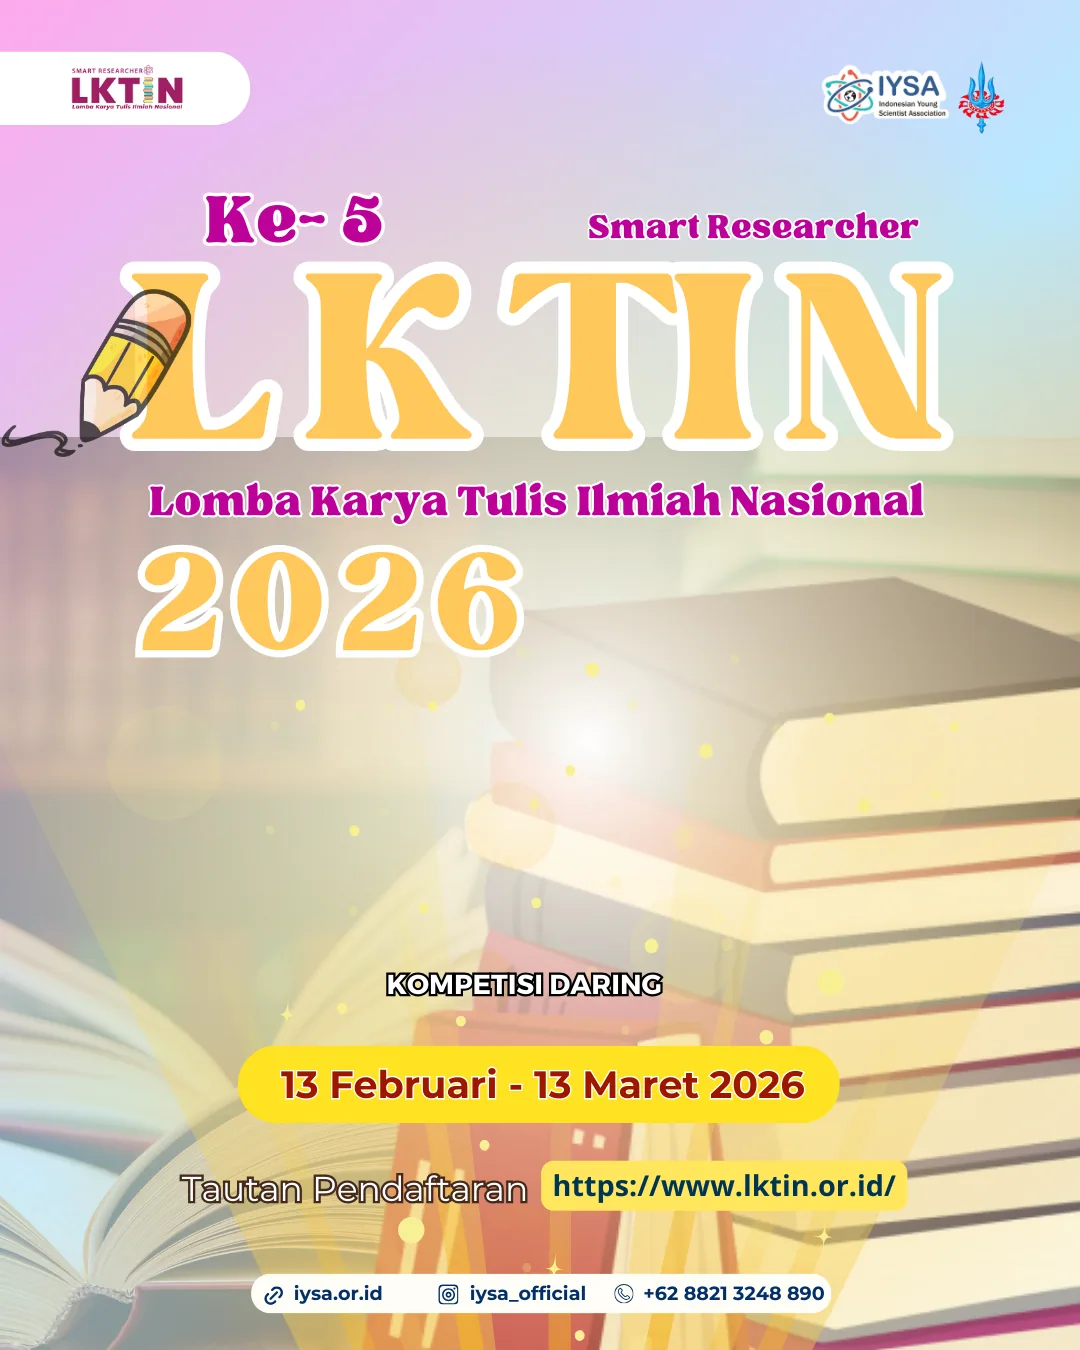 SMART RESEARCHER
LKTIN
Lomba Karya Tulis Ilmiah Nasional
IYSA
Indonesian Young
Scientist Association
Ke- 5
Smart Researcher
LKTIN
Lomba Karya Tulis Ilmiah Nasional
2026
KOMPETISI DARING
13 Februari - 13 Maret 2026
Tautan Pendaftaran https://www.lktin.or.id/
iysa.or.id iysa_official +62 8821 3248 890